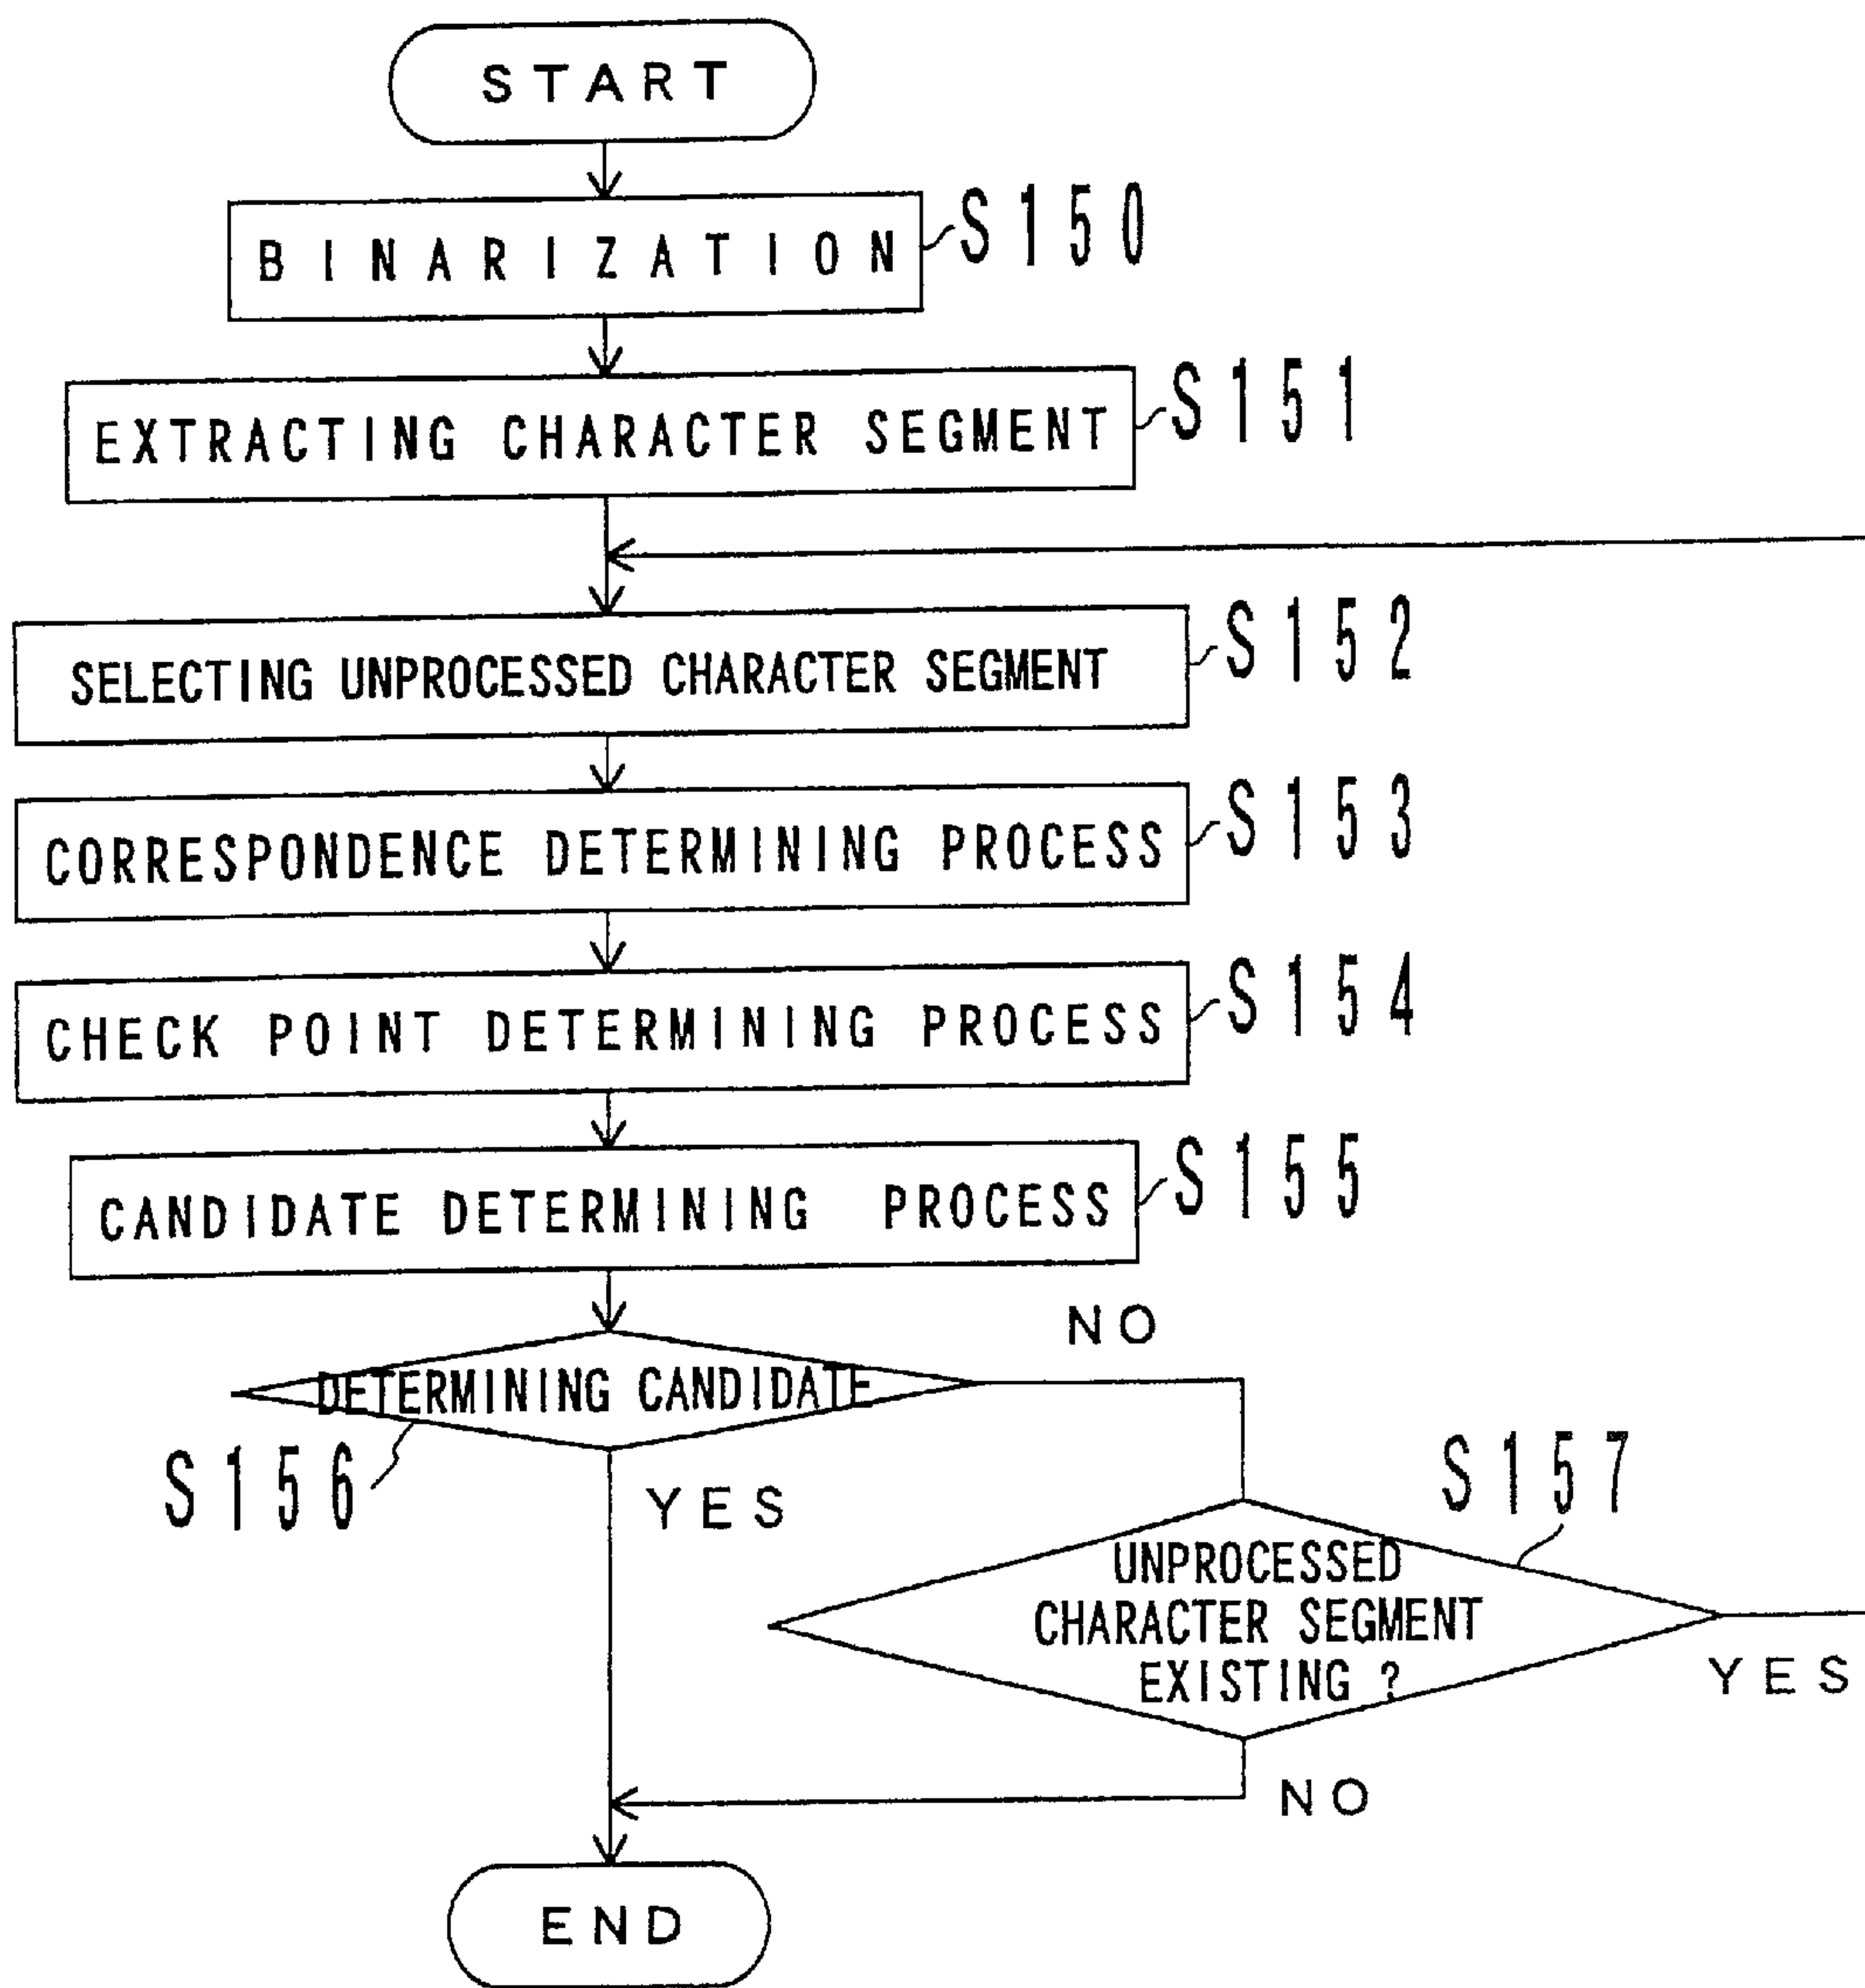 START
BINARIZATION S150
EXTRACTING CHARACTER SEGMENT S151
SELECTING UNPROCESSED CHARACTER SEGMENT S152
CORRESPONDENCE DETERMINING PROCESS S153
CHECK POINT DETERMINING PROCESS S154
CANDIDATE DETERMINING PROCESS S155
NO
DETERMINING CANDIDATE
S156
YES
S157
UNPROCESSED
CHARACTER SEGMENT
EXISTING ?
YES
NO
END